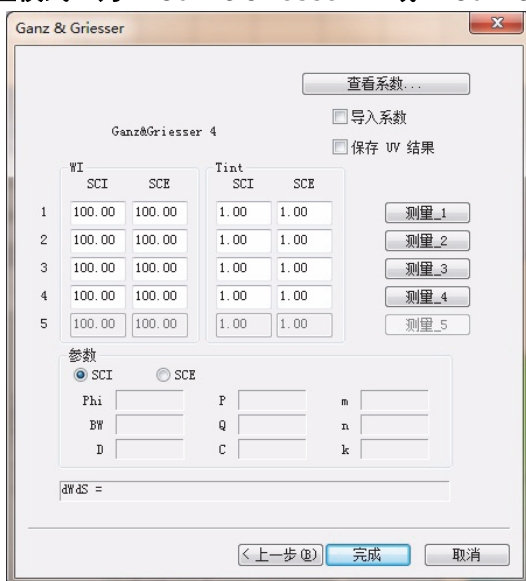 Ganz & Griesser
查看系数...
导入系数
Ganz&Griesser 4
保存 UV 结果
WI Tint
SCI SCE SCI SCE
1 100.00 100.00 1.00 1.00 测量_1
2 100.00 100.00 1.00 1.00 测量_2
3 100.00 100.00 1.00 1.00 测量_3
4 100.00 100.00 1.00 1.00 测量_4
5 100.00 100.00 1.00 1.00 测量_5
参数
SCI SCE
Phi P m
BW Q n
D C k
dWdS =
<上一步(B) 完成 取消